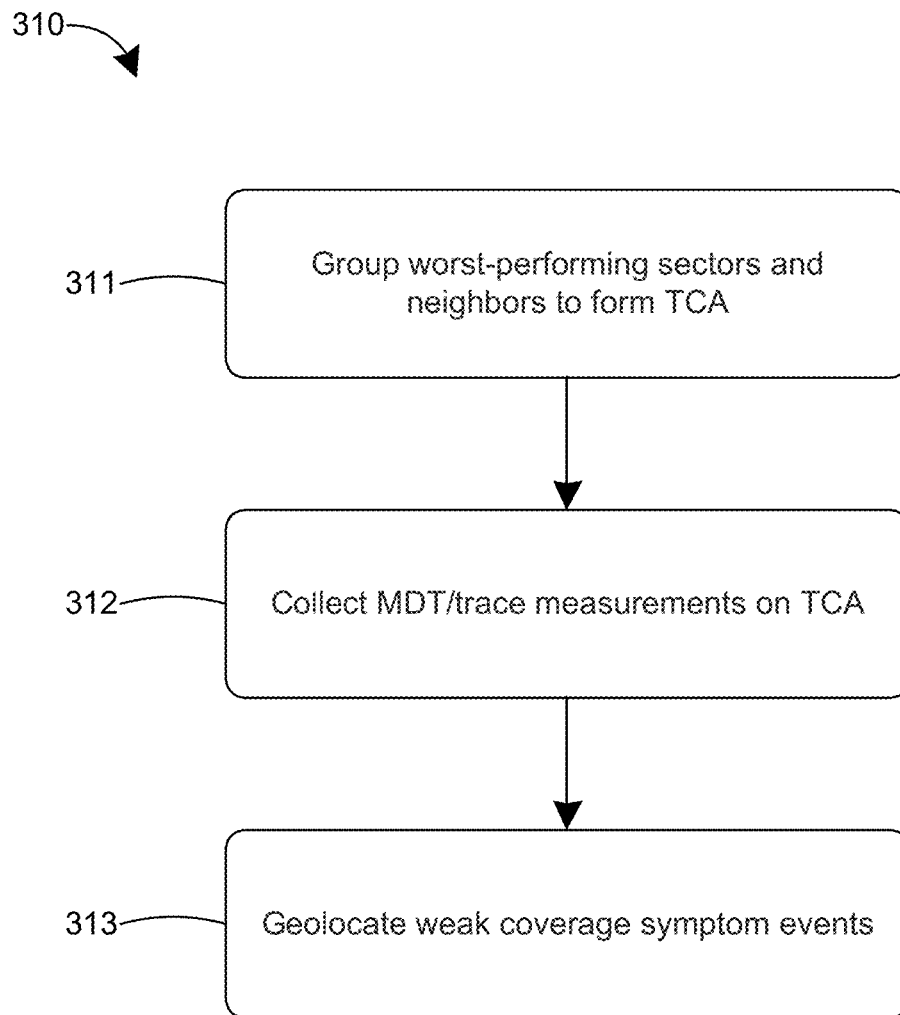 310
311
Group worst-performing sectors and
neighbors to form TCA
312
Collect MDT/trace measurements on TCA
313
Geolocate weak coverage symptom events